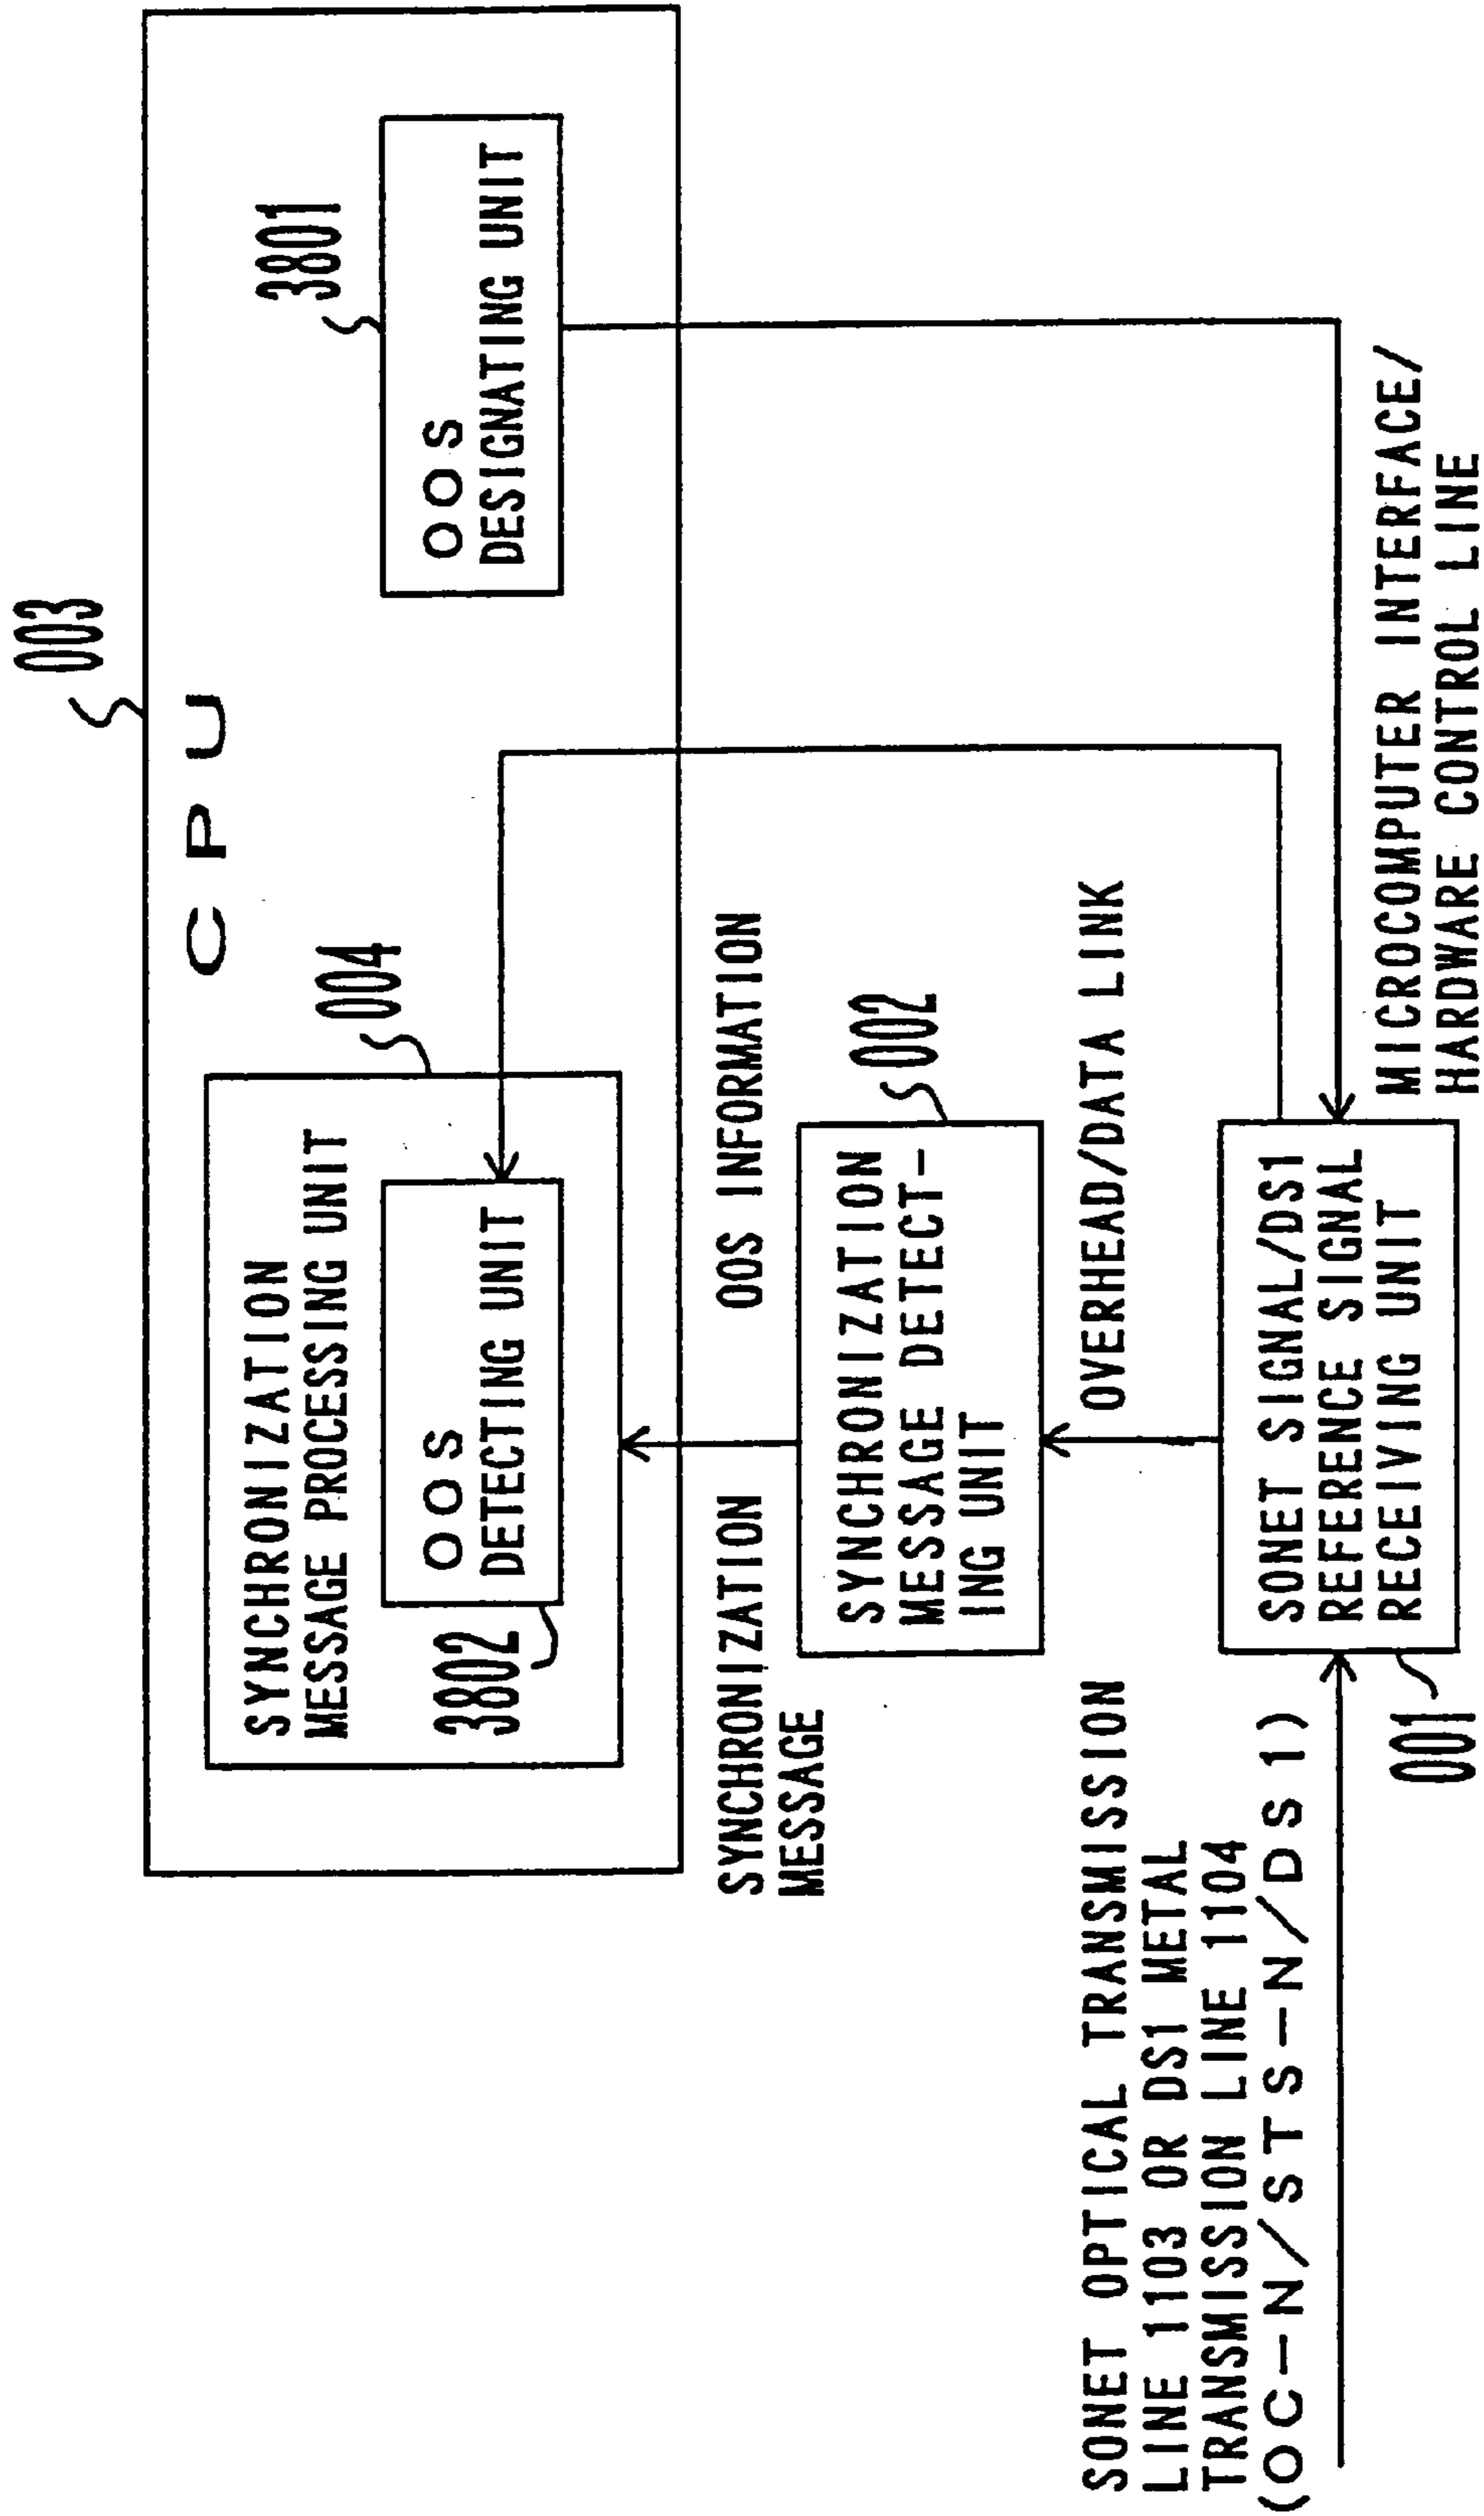 003
CPU
3801
OOS
DESIGNATING UNIT
004
SYNCHRONIZATION
MESSAGE PROCESSING UNIT
3802
OOS
DETECTING UNIT
SYNCHRONIZATION
MESSAGE
OOS INFORMATION
002
SYNCHRONIZATION
MESSAGE DETECT-
ING UNIT
OVERHEAD/DATA LINK
SONET OPTICAL TRANSMISSION
LINE 1103 OR DS1 METAL
TRANSMISSION LINE 1104
(OC-N/STS-N/DS1)
SONET SIGNAL/DS1
REFERENCE SIGNAL
RECEIVING UNIT
001
MICROCOMPUTER INTERFACE/
HARDWARE CONTROL LINE